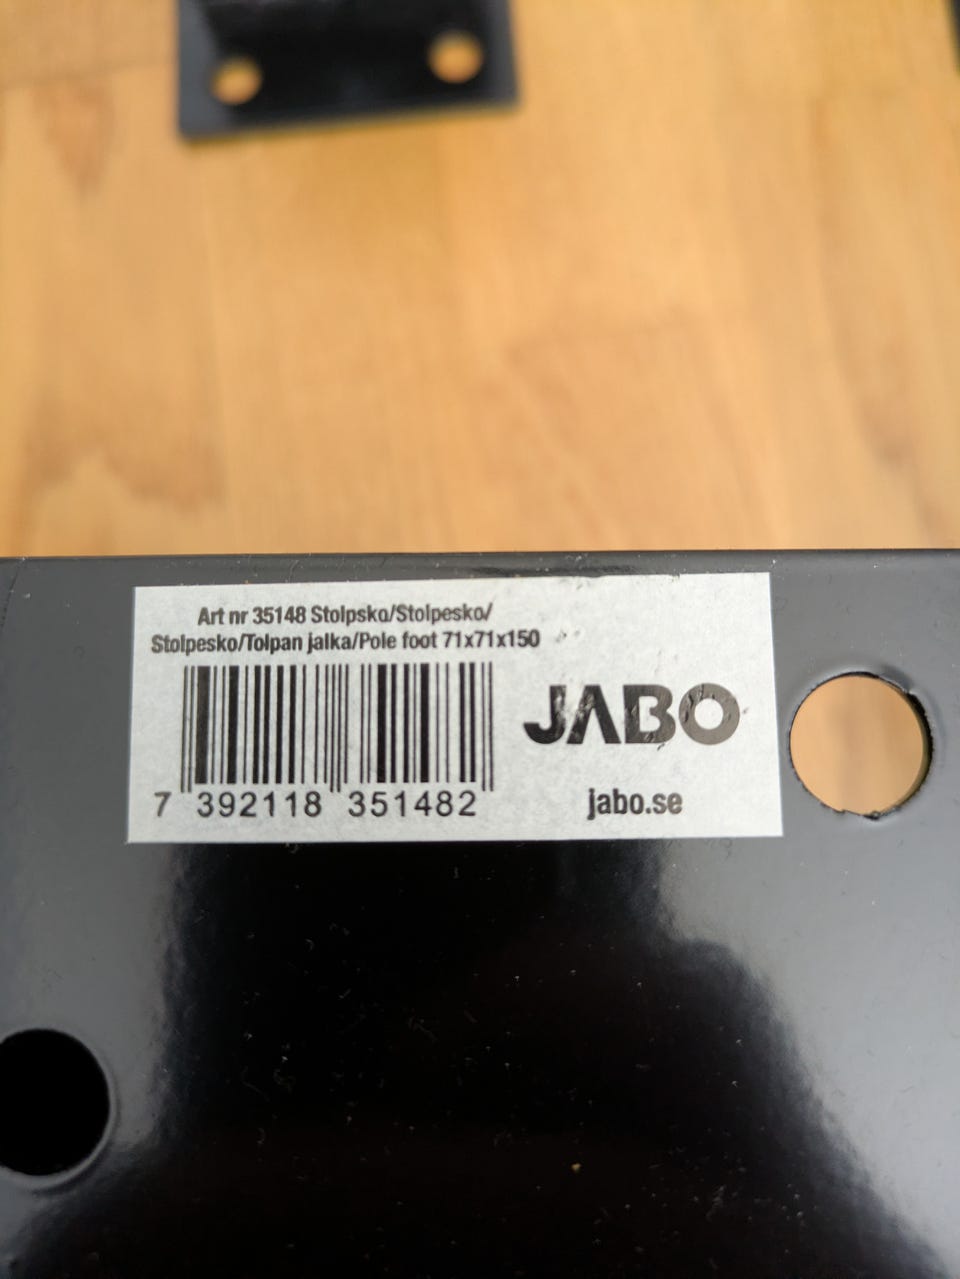 Art nr 35148 Stolpsko/Stolpesko/
Stolpesko/Tolpan jalka/Pole foot 71x71x150
JABO
7 392118 351482
jabo.se